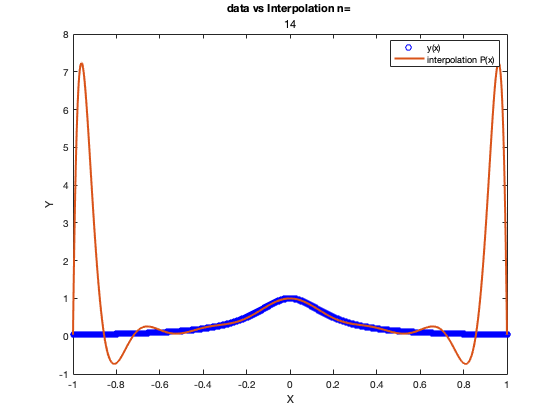 data vs Interpolation n=
14
8
7
6
5
4
3
2
1
0
-1
Y
y(x)
interpolation P(x)
-1 -0.8 -0.6 -0.4 -0.2 0 0.2 0.4 0.6 0.8 1
X